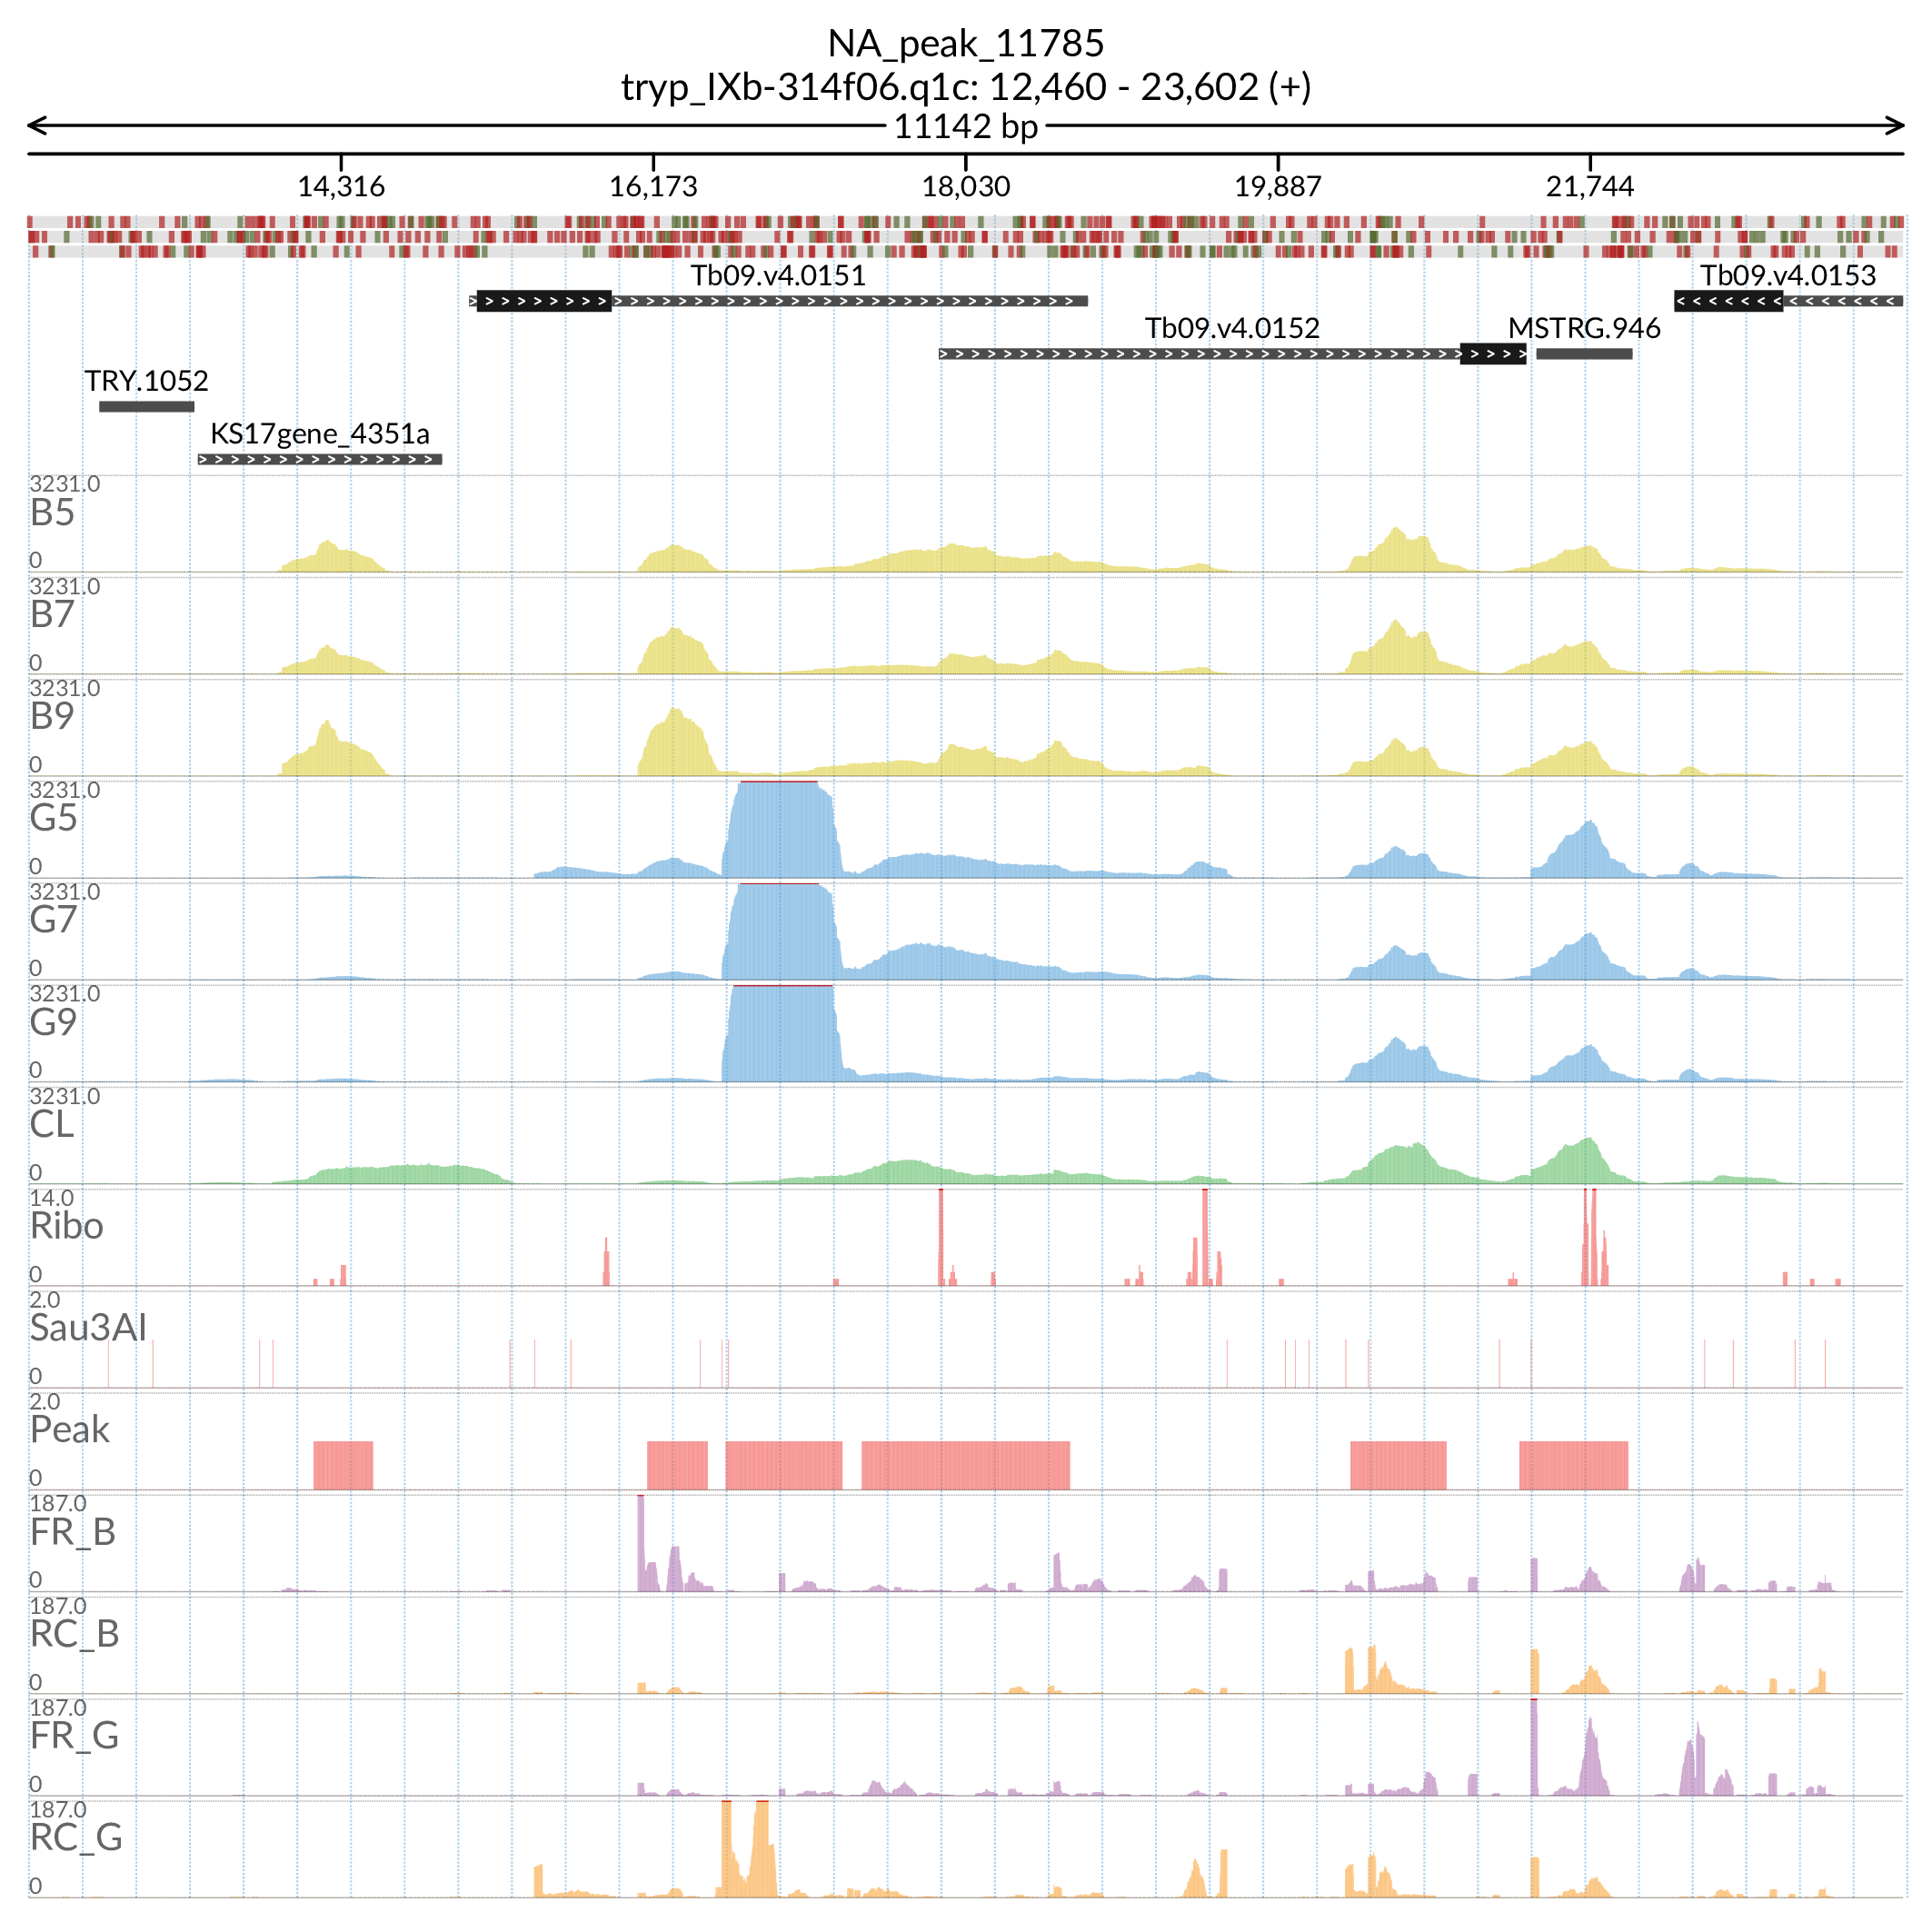 NA_peak_11785
tryp_IXb-314f06.q1c: 12,460 - 23,602 (+)
11142 bp
14,316 16,173 18,030 19,887 21,744
Tb09.v4.0151 Tb09.v4.0153
Tb09.v4.0152 MSTRG.946
TRY.1052
KS17gene_4351a
3231.0
B5
0
3231.0
B7
0
3231.0
B9
0
3231.0
G5
0
3231.0
G7
0
3231.0
G9
0
3231.0
CL
0
14.0
Ribo
0
2.0
Sau3AI
0
2.0
Peak
0
187.0
FR_B
0
187.0
RC_B
0
187.0
FR_G
0
187.0
RC_G
0